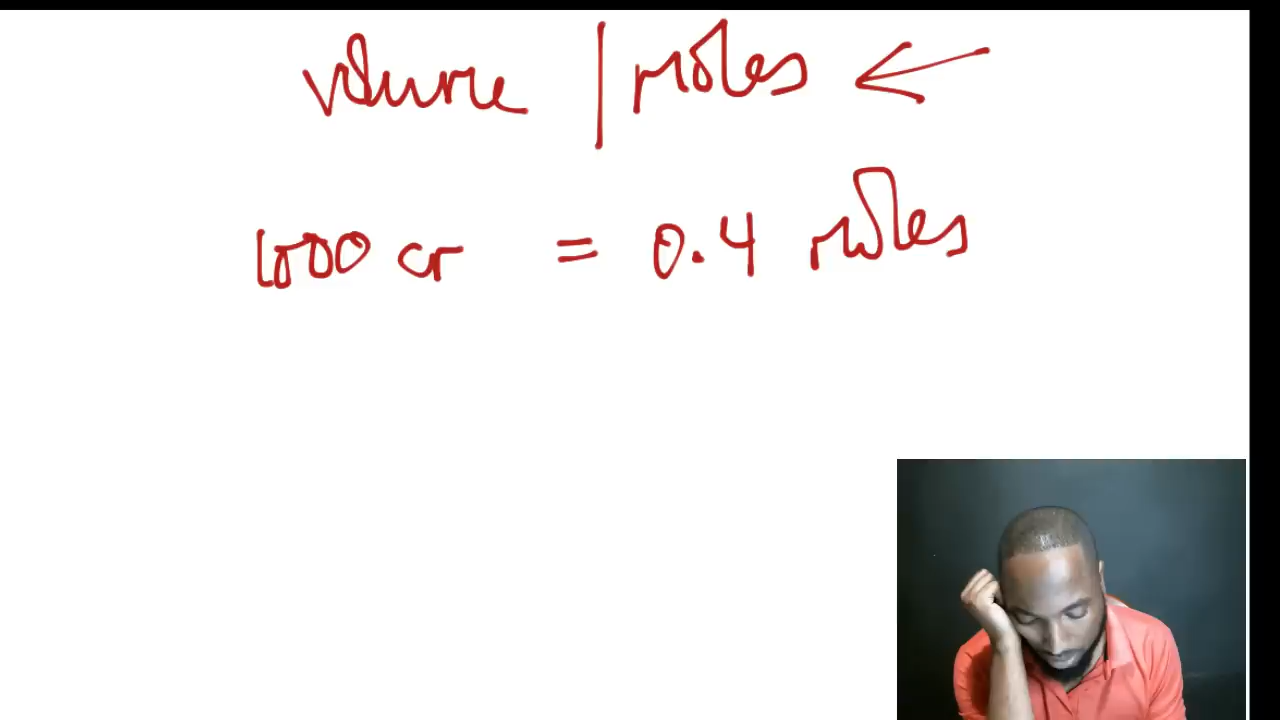 volume | moles ←
1000 cr = 0.4 moles